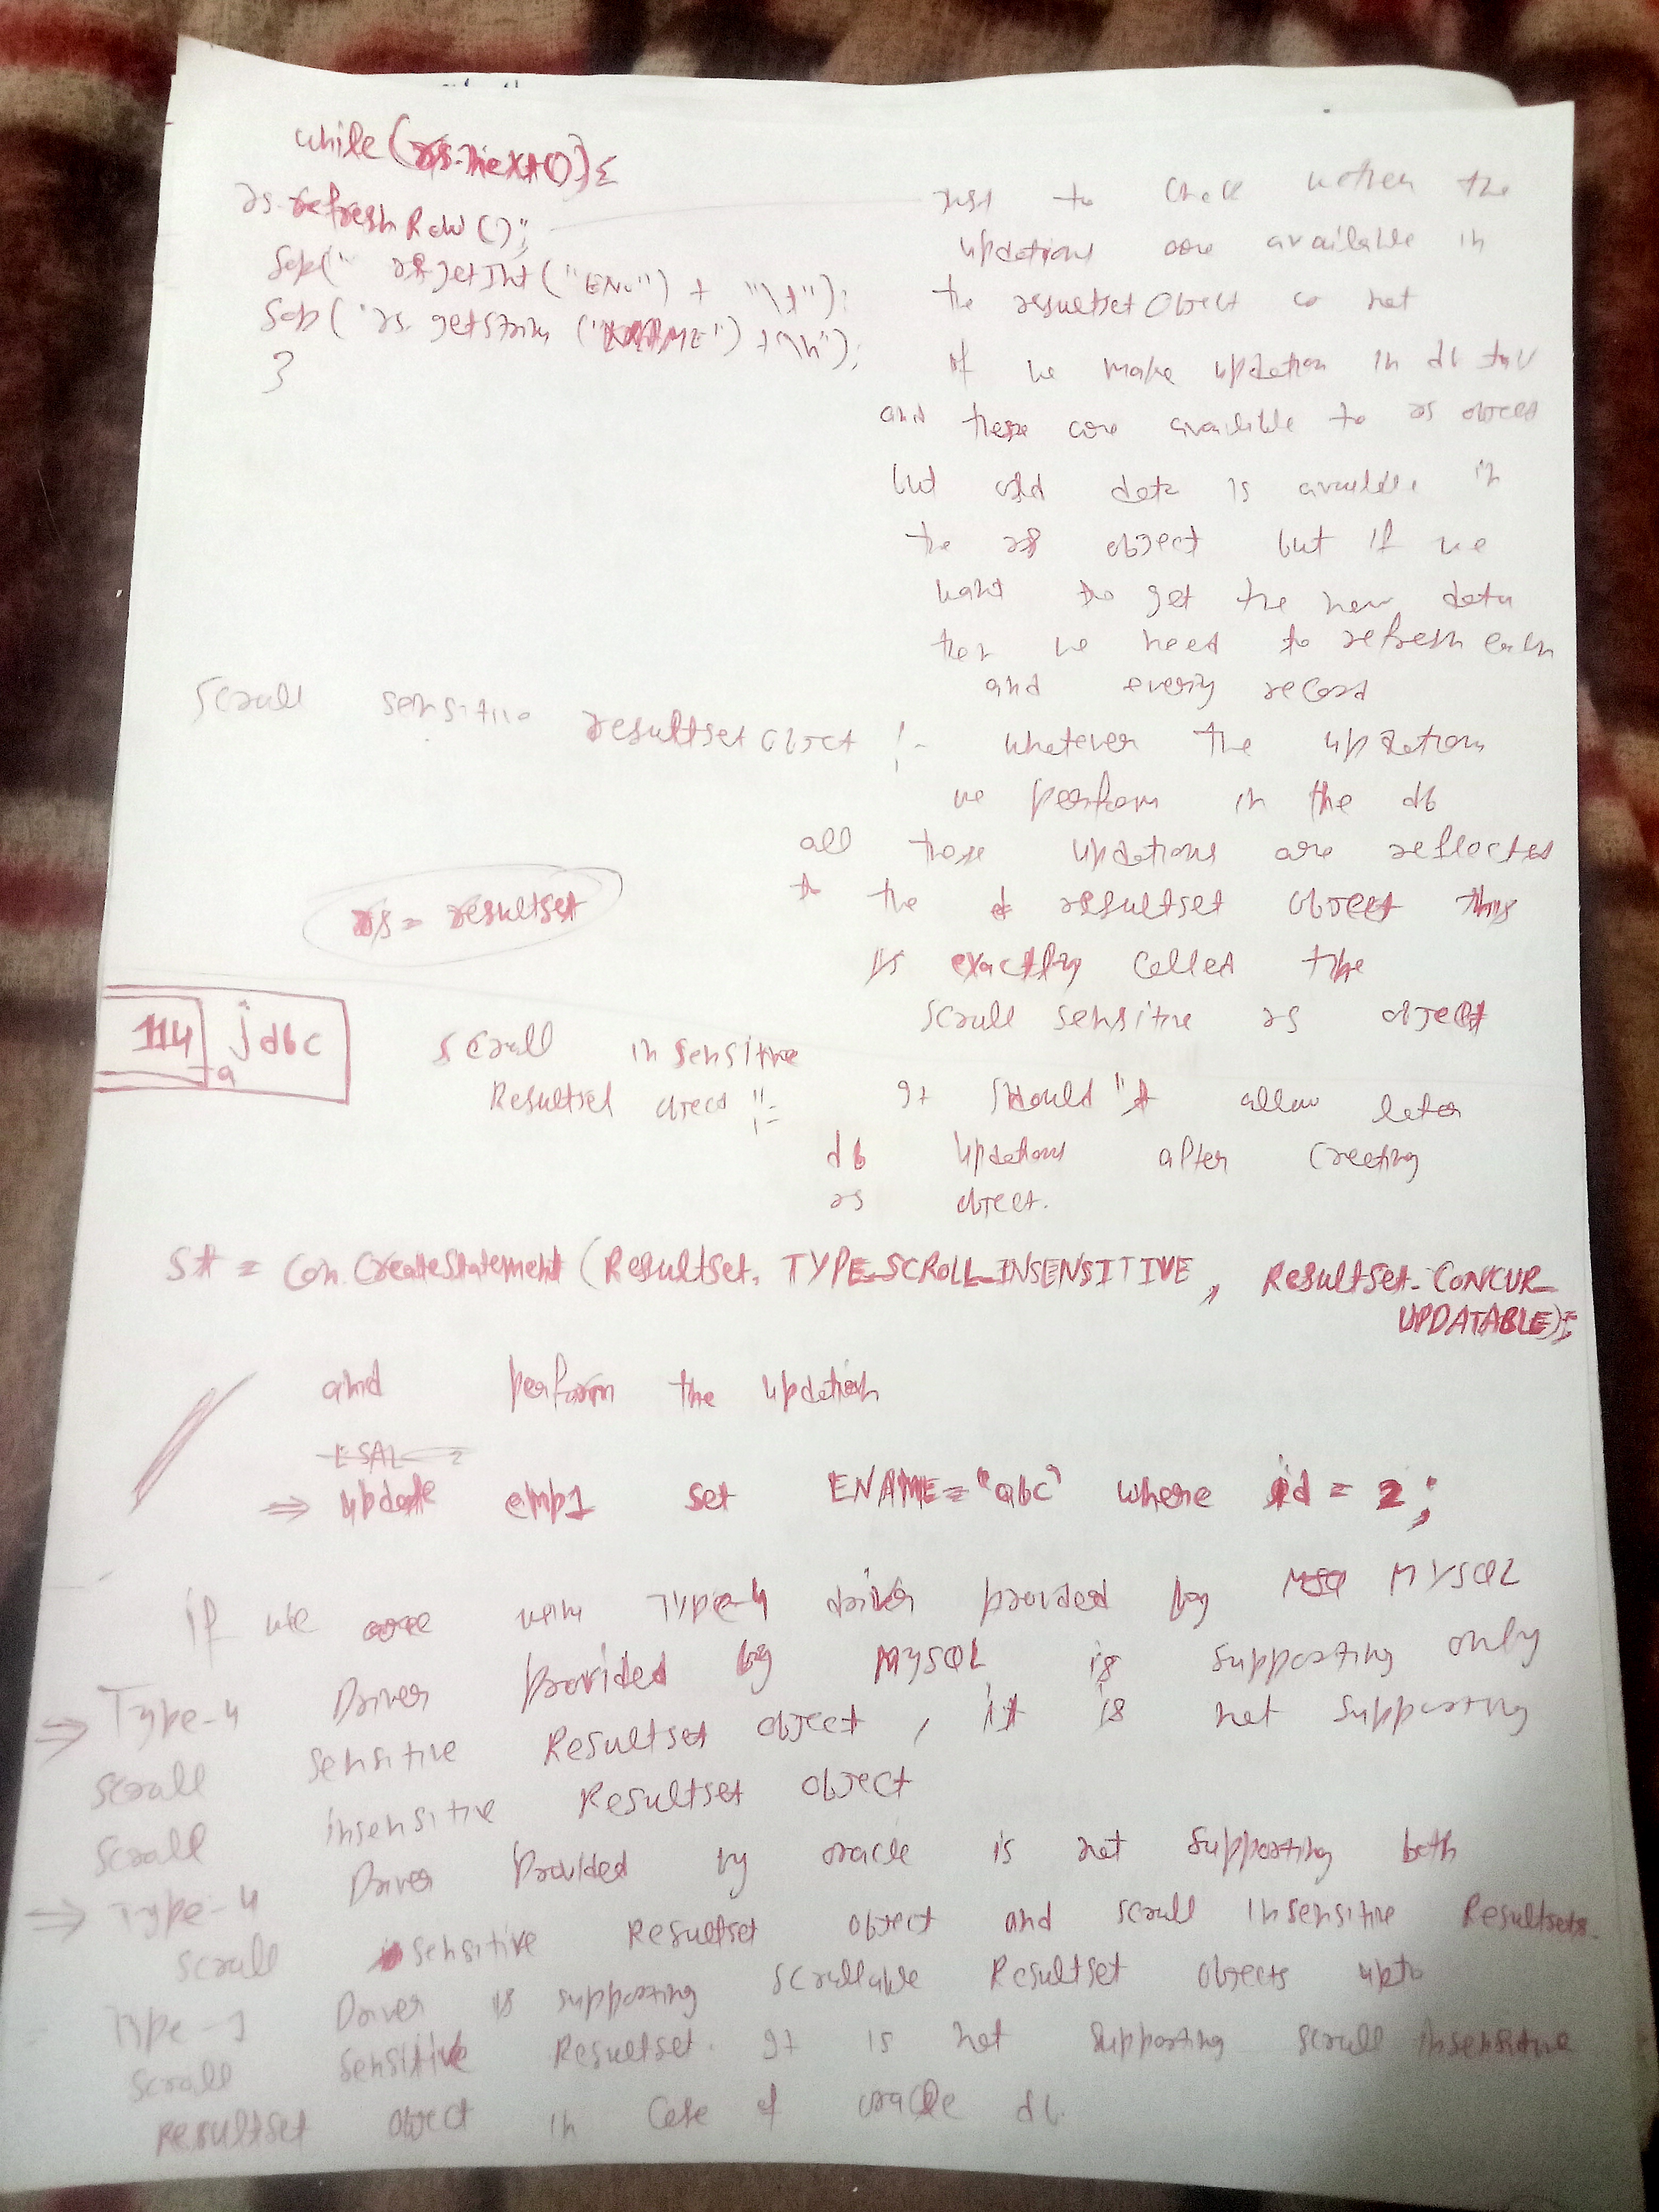 while(rs.next()){
rs.refreshRow();
Sop(" rs.getInt("ENo") + "\t");
Sop("rs.getString("ENAME")+"\n");
}
Just to check wether the
updations are available in
the resultset Object or not
if we make updation in db
and these are available to rs object
but old data is available in
the rs object but if we
want to get the new data
then we need to refresh each
and every record
Scroll sensitive resultset object :- whatever the updations
we perform in the db
all those updations are reflected
to the resultset object this
is exactly called the
scroll sensitive rs object
rs = resultset
114 jdbc
a
scroll insensitive
Resultset object :- It should"t allow later
db updations after creating
rs object.
St = Con.CreateStatement (ResultSet. TYPE_SCROLL_INSENSITIVE, ResultSet.CONCUR_
UPDATABLE);
and perform the updation
ESAL =
=> update emp1 set ENAME="abc" where id = 2;
if we are using Type-4 driver provided by MYSQL
=> Type-4 Driver Provided by MYSQL is supporting only
scroll sensitive Resultset object, it is not supporting
scroll insensitive Resultset object
=> Type-4 Driver Provided by oracle is not supporting both
scroll sensitive Resultset object and scroll insensitive Resultsets.
Type-1 Driver is supporting scrollable Resultset objects upto
scroll sensitive Resultset. It is not supporting scroll insensitive
resultset object in case of oracle db.